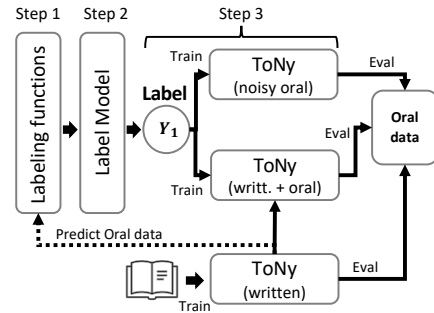 Step 1
Step 2
Step 3
Labeling functions
Label Model
Label
Y₁
Train
ToNy
(noisy oral)
Eval
Oral
data
Train
ToNy
(writt. + oral)
Eval
Predict Oral data
Train
ToNy
(written)
Eval